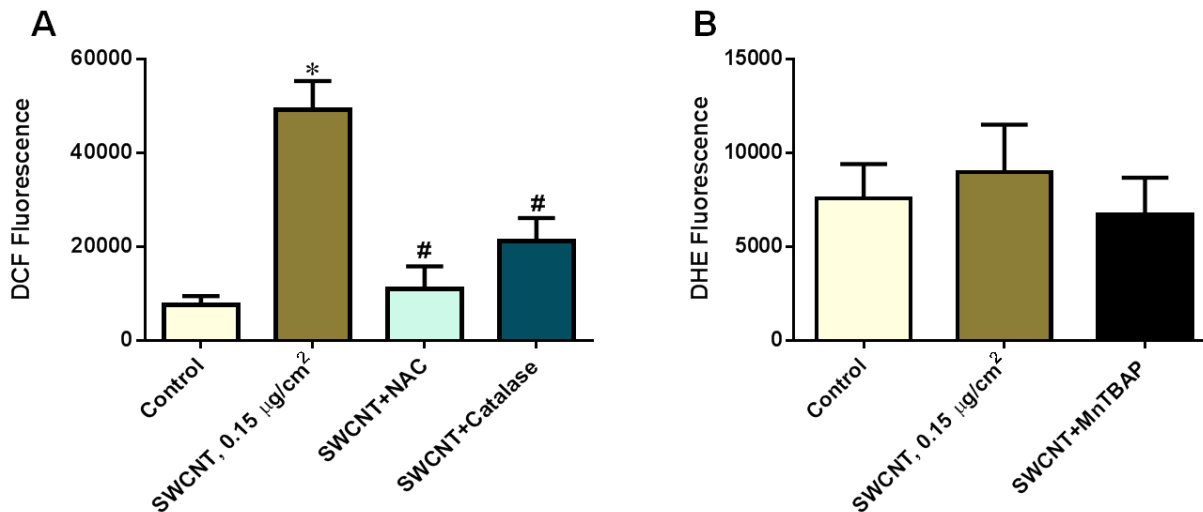 A
DCF Fluorescence
60000
40000
20000
0
*
#
#
Control
SWCNT, 0.15 μg/cm²
SWCNT+NAC
SWCNT+Catalase
B
DHE Fluorescence
15000
10000
5000
0
Control
SWCNT, 0.15 μg/cm²
SWCNT+MnTBAP